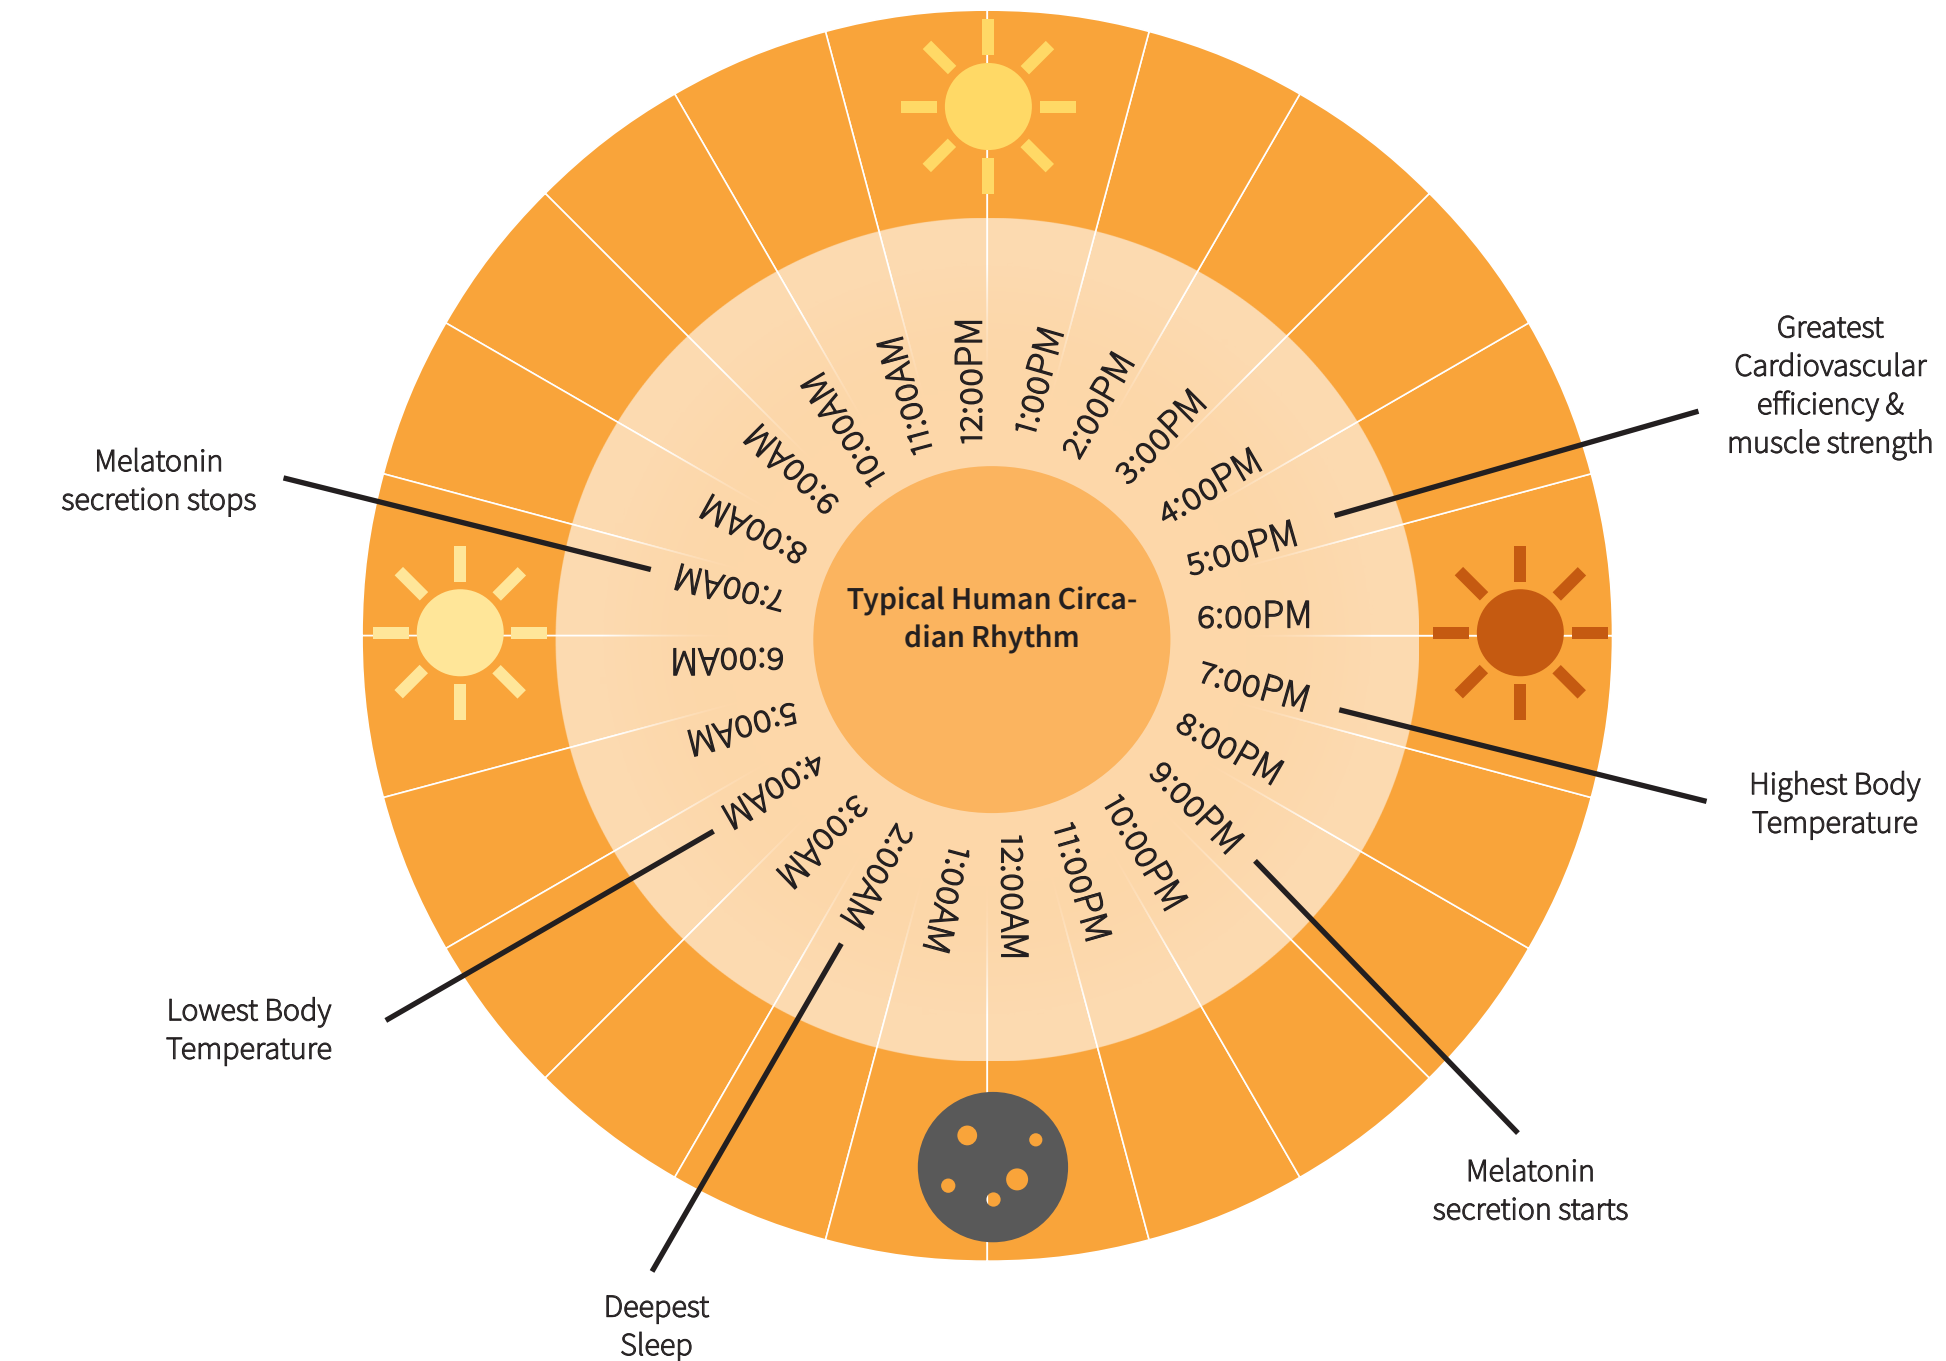 Typical Human Circa-
dian Rhythm
12:00PM
1:00PM
2:00PM
3:00PM
4:00PM
5:00PM
6:00PM
7:00PM
8:00PM
9:00PM
10:00PM
11:00PM
12:00AM
1:00AM
2:00AM
3:00AM
4:00AM
5:00AM
6:00AM
7:00AM
8:00AM
9:00AM
10:00AM
11:00AM
Greatest
Cardiovascular
efficiency &
muscle strength
Highest Body
Temperature
Melatonin
secretion starts
Deepest
Sleep
Lowest Body
Temperature
Melatonin
secretion stops